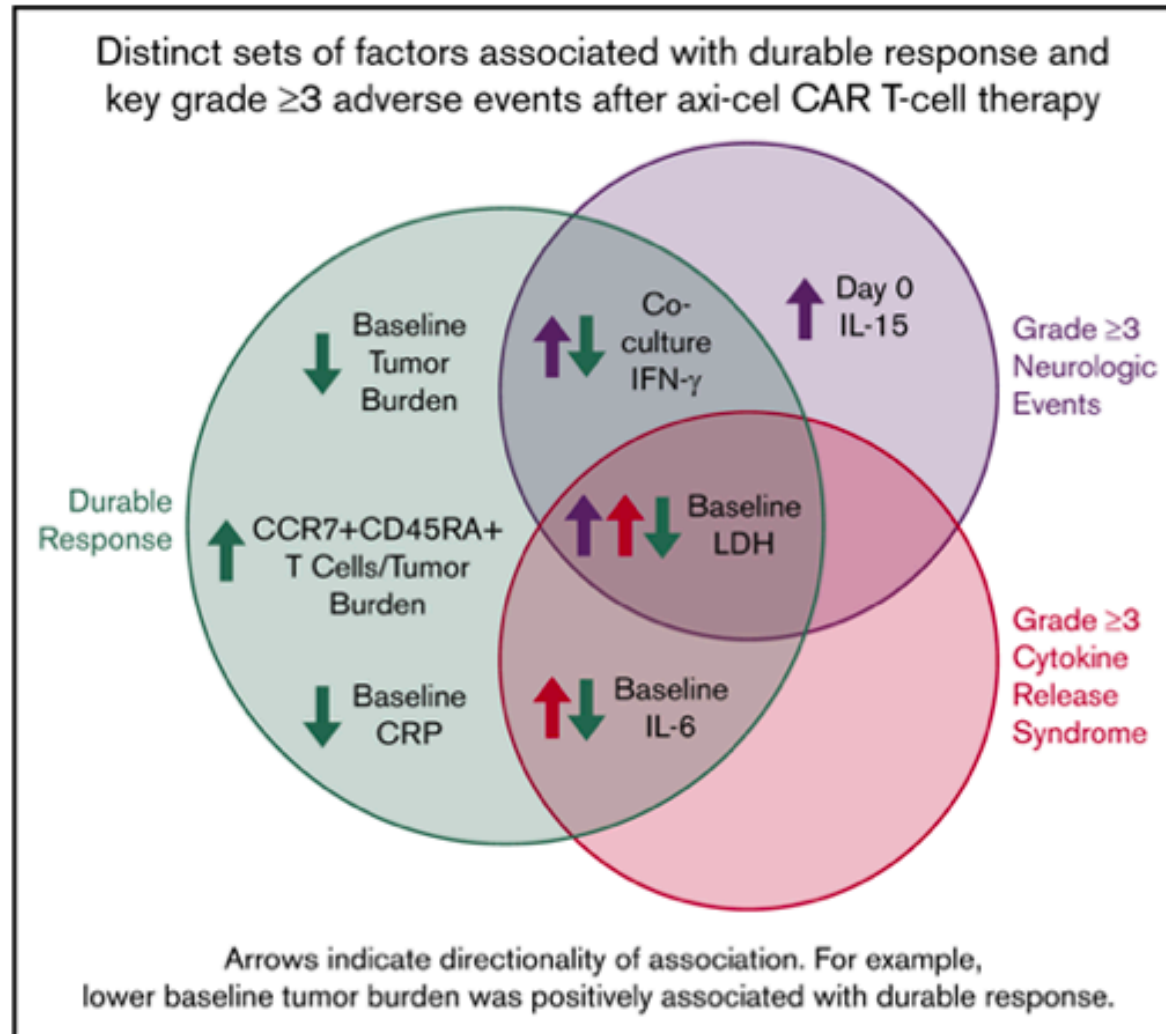 Distinct sets of factors associated with durable response and
key grade ≥3 adverse events after axi-cel CAR T-cell therapy
Baseline
Tumor
Burden
Co-
culture
IFN-γ
Day 0
IL-15
Grade ≥3
Neurologic
Events
Durable
Response
CCR7+CD45RA+
T Cells/Tumor
Burden
Baseline
LDH
Baseline
CRP
Baseline
IL-6
Grade ≥3
Cytokine
Release
Syndrome
Arrows indicate directionality of association. For example,
lower baseline tumor burden was positively associated with durable response.